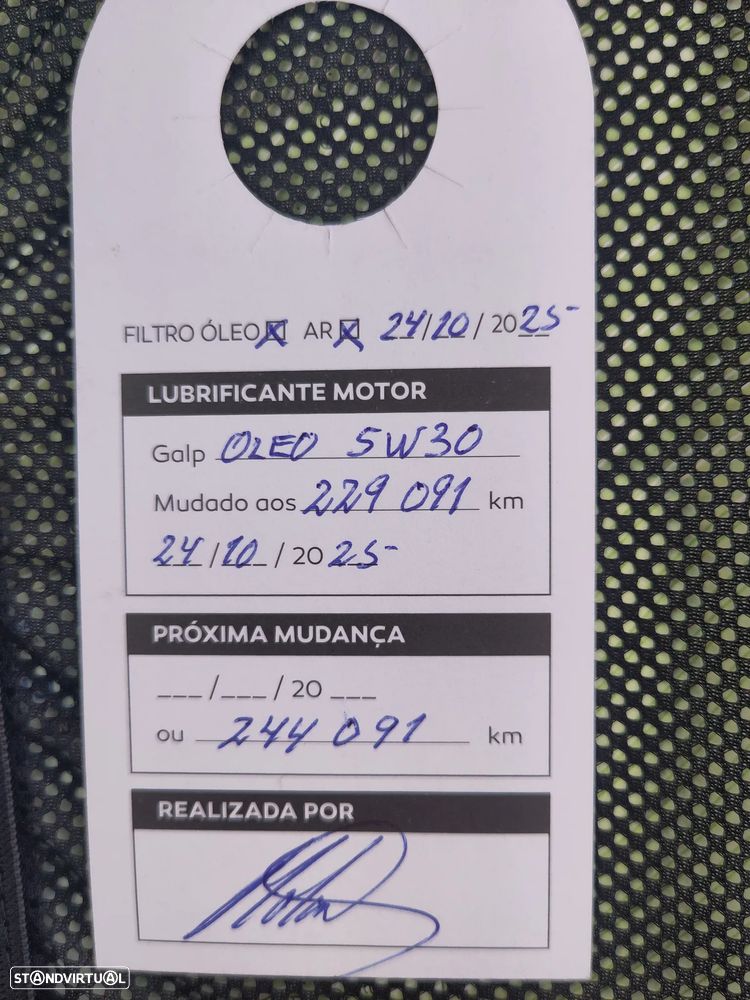 FILTRO ÓLEO AR 24/10/2025
LUBRIFICANTE MOTOR
Galp OLEO 5W30
Mudado aos 229 091 km
24/10/2025
PRÓXIMA MUDANÇA
___/___/20___
ou 244 091 km
REALIZADA POR
STANDVIRTUAL